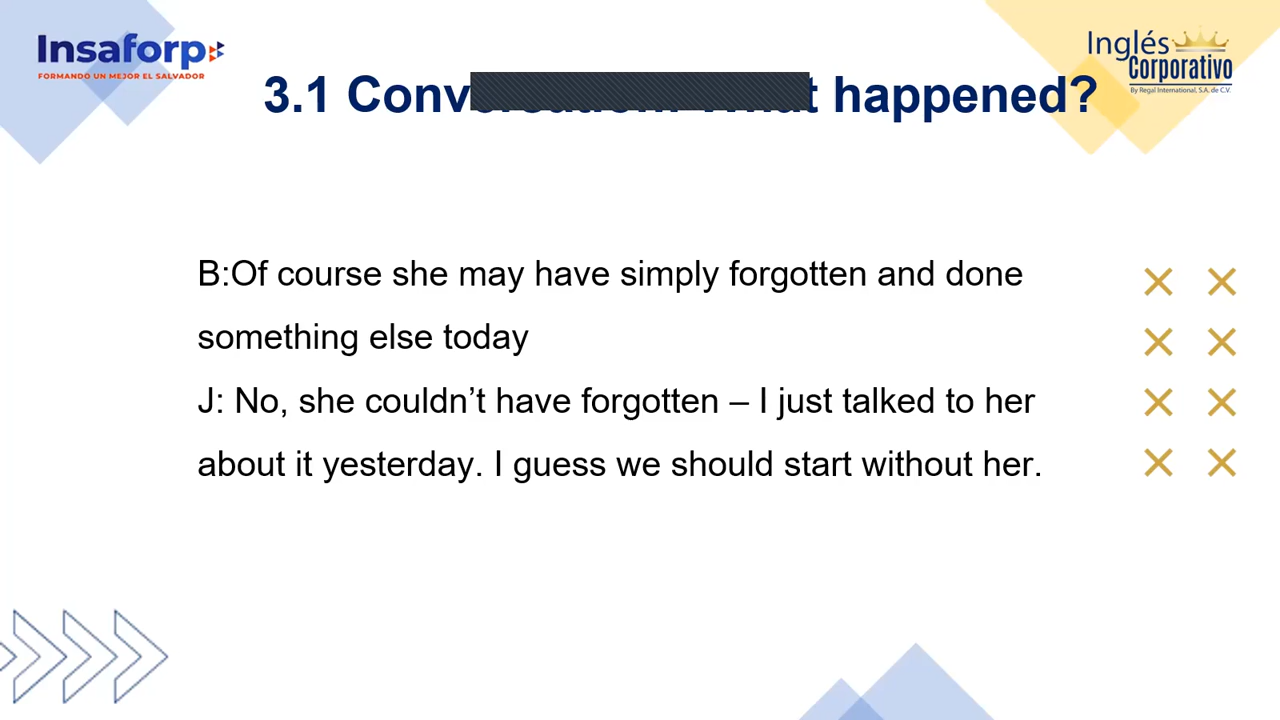 Insaforp
FORMANDO UN MEJOR EL SALVADOR
Inglés
Corporativo
By Regal International, S.A. de C.V.
3.1 Conversation: What happened?
B:Of course she may have simply forgotten and done
something else today
J: No, she couldn’t have forgotten – I just talked to her
about it yesterday. I guess we should start without her.